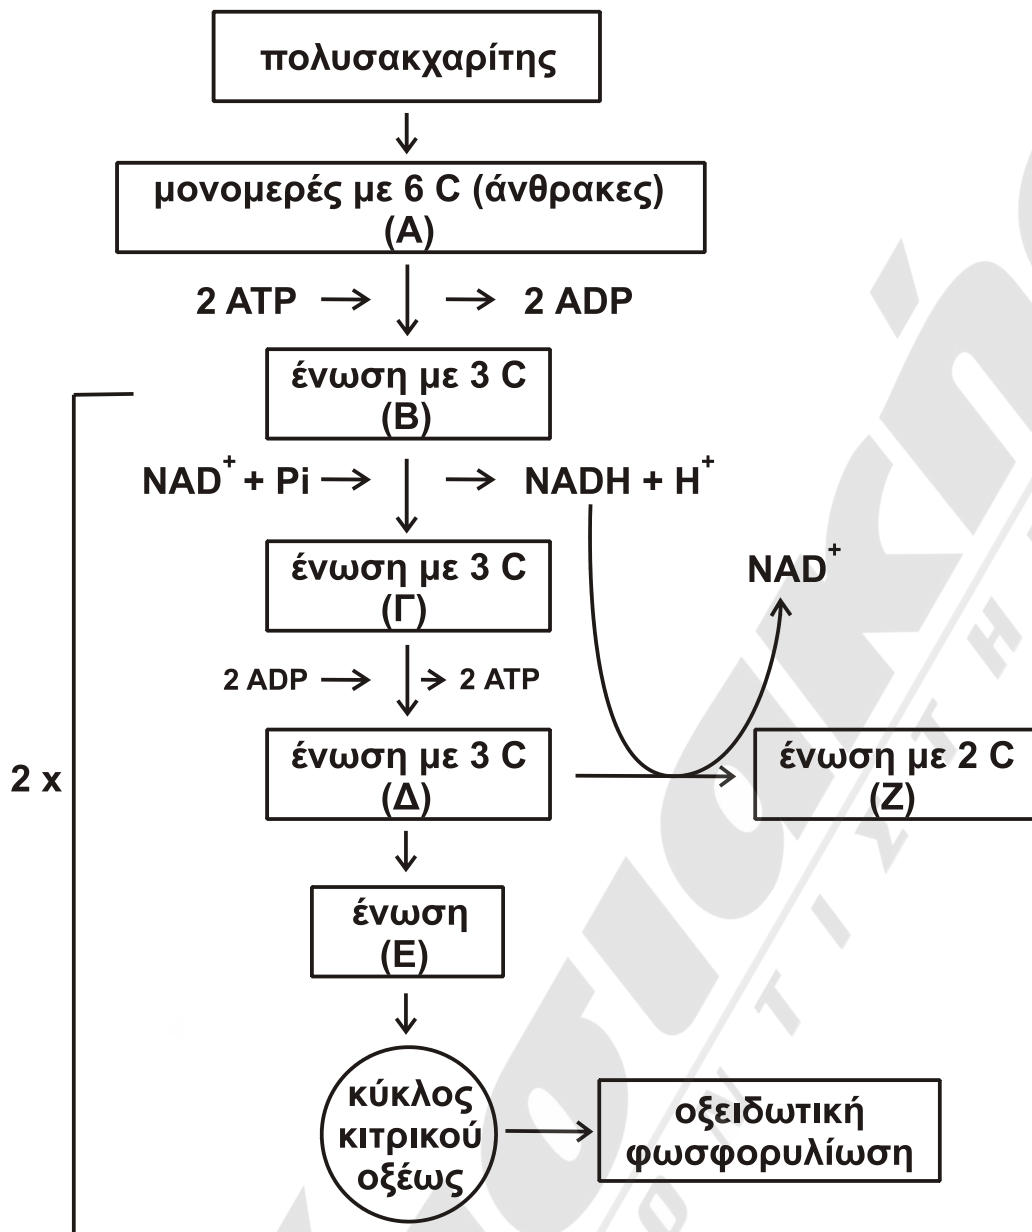 πολυσακχαρίτης
μονομερές με 6 C (άνθρακες)
(Α)
2 ATP → → 2 ADP
ένωση με 3 C
(Β)
NAD⁺ + Pi → → NADH + H⁺
ένωση με 3 C
(Γ)
NAD⁺
2 ADP → → 2 ATP
ένωση με 3 C
(Δ)
ένωση με 2 C
(Ζ)
2 x
ένωση
(Ε)
κύκλος
κιτρικού
οξέως
οξειδωτική
φωσφορυλίωση